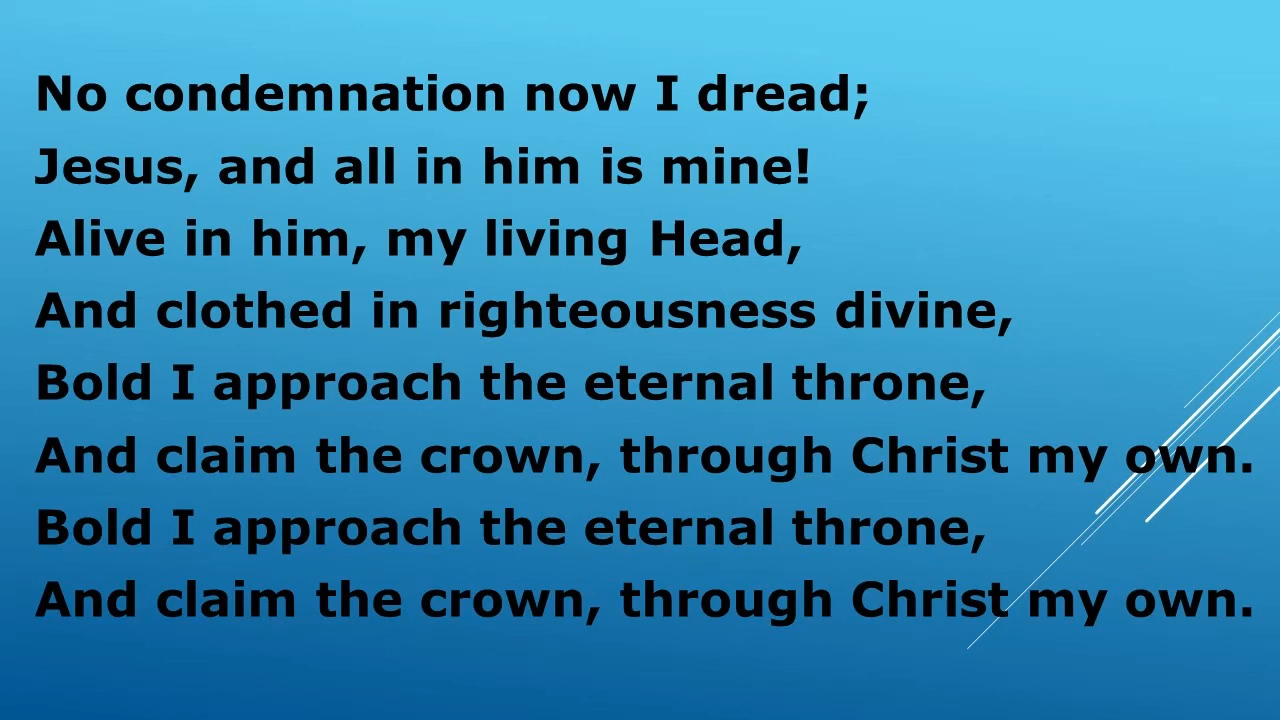 No condemnation now I dread;
Jesus, and all in him is mine!
Alive in him, my living Head,
And clothed in righteousness divine,
Bold I approach the eternal throne,
And claim the crown, through Christ my own.
Bold I approach the eternal throne,
And claim the crown, through Christ my own.